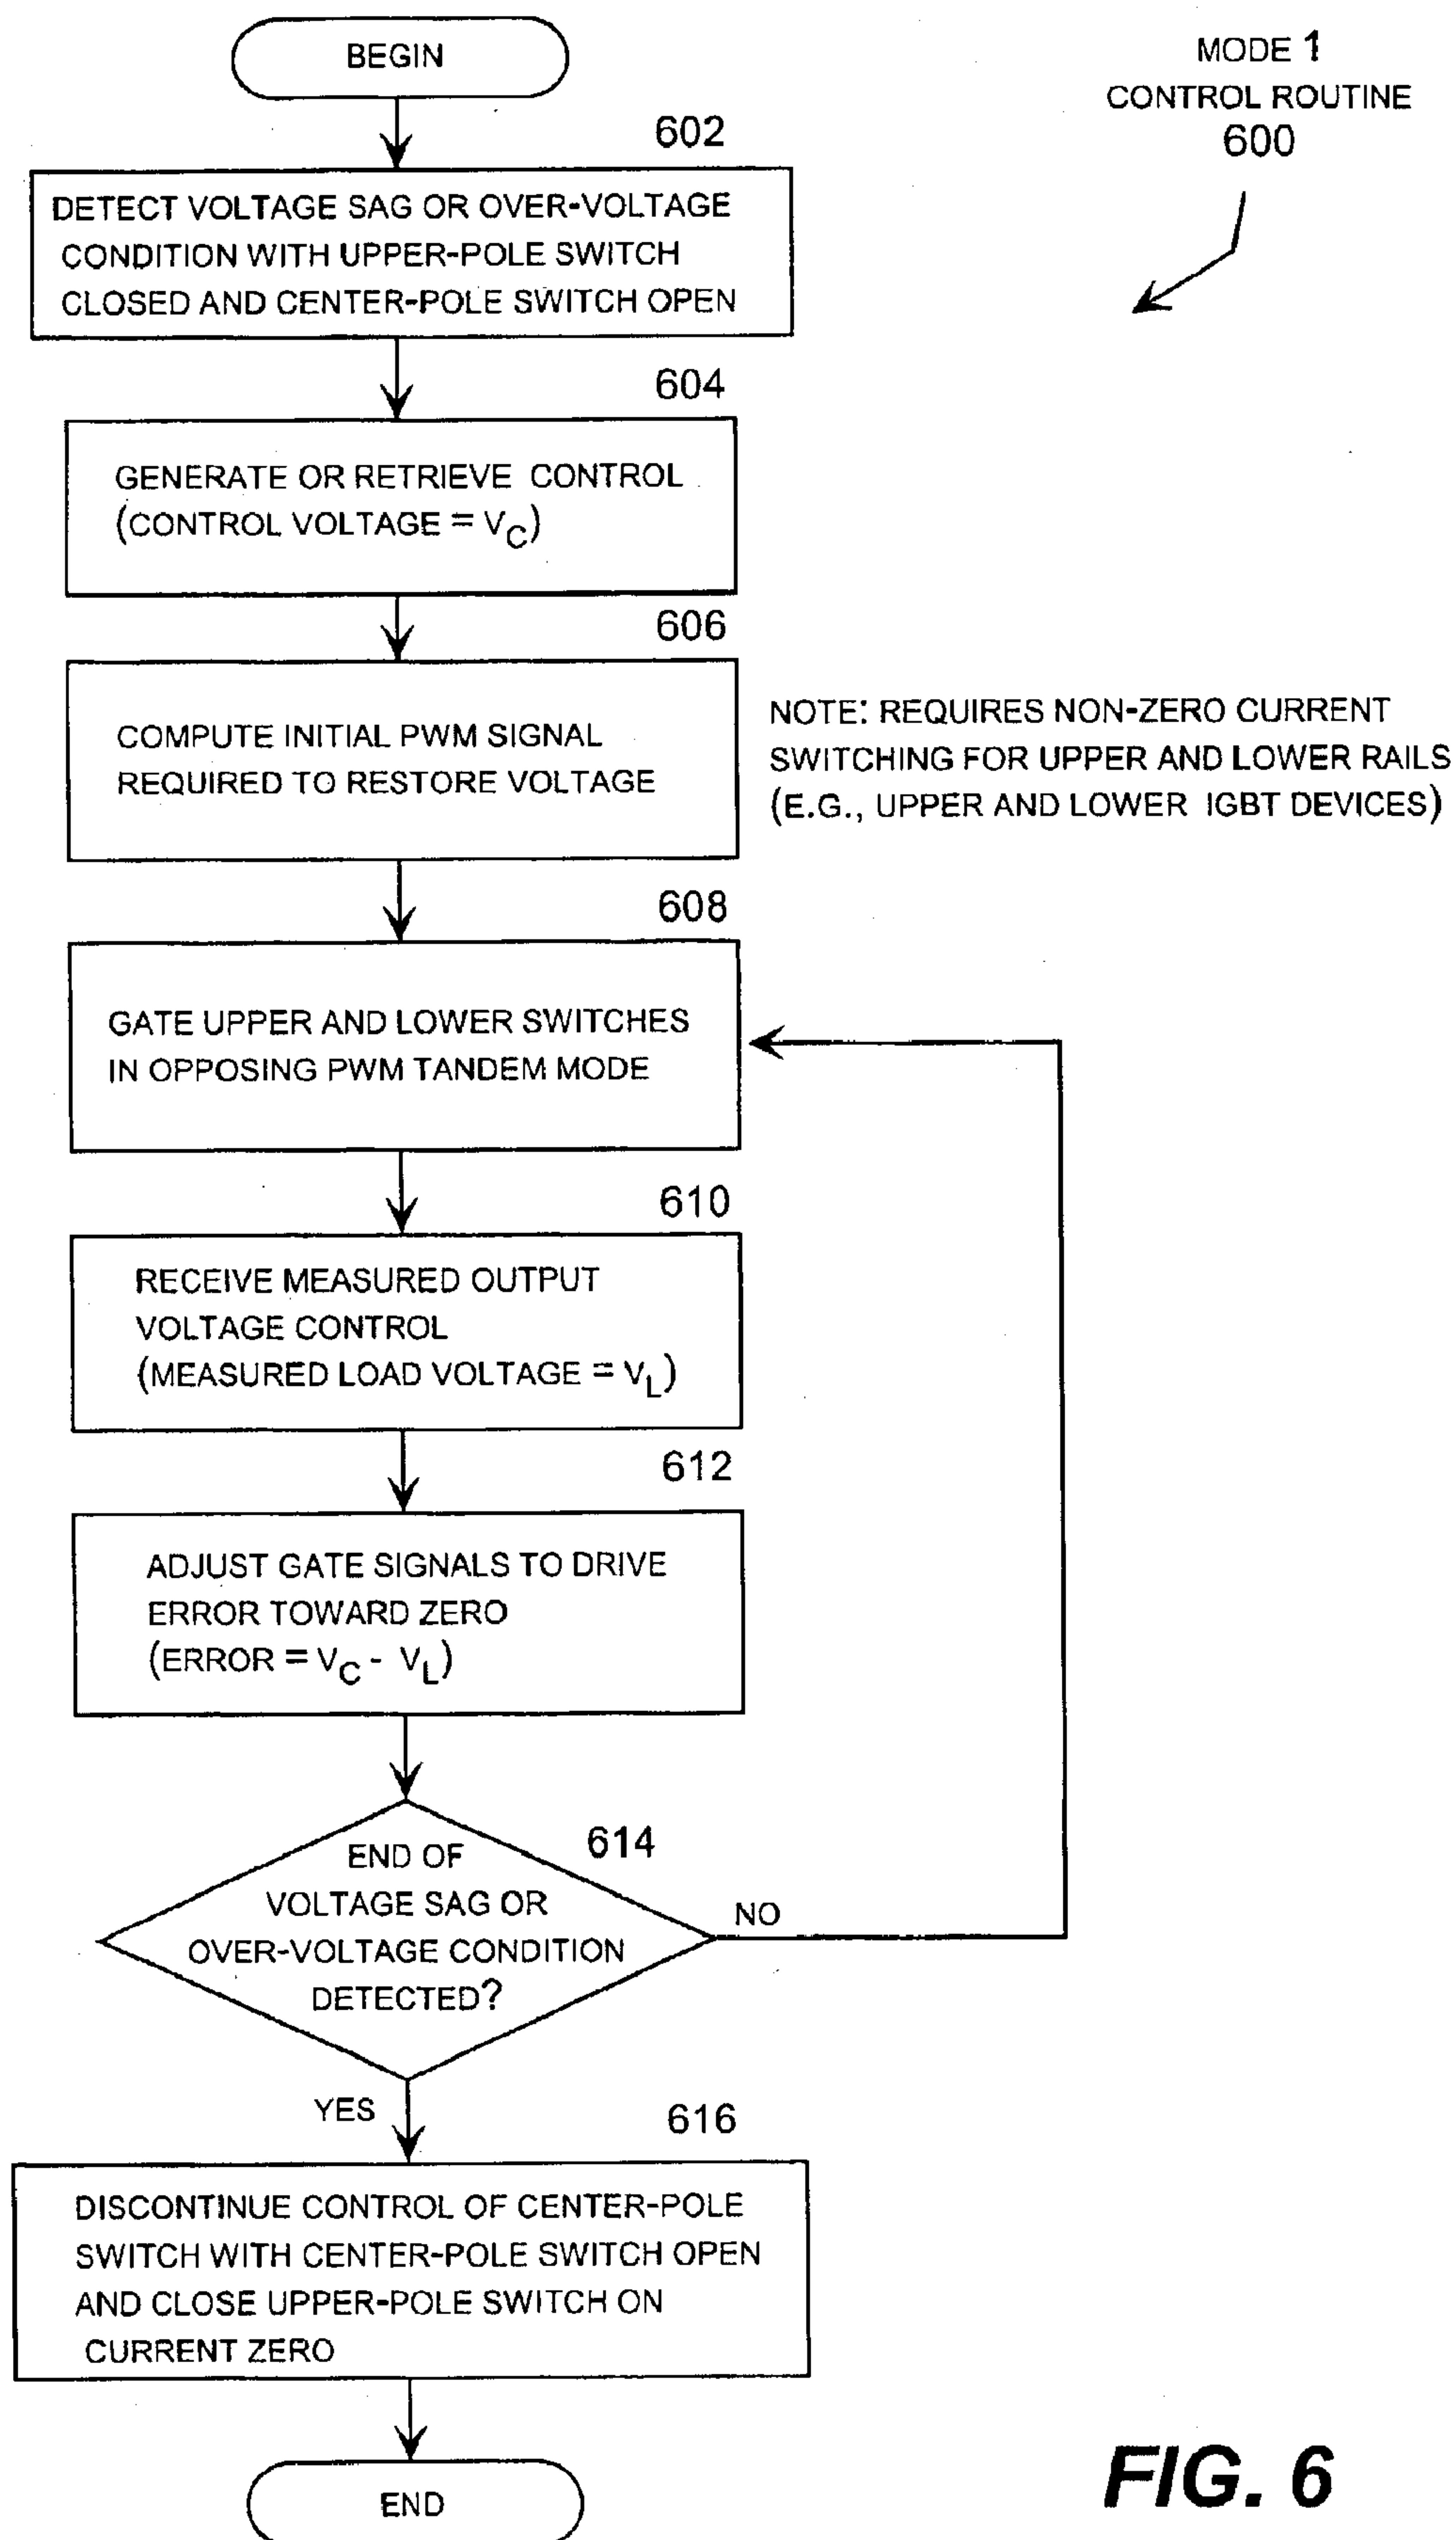 BEGIN
MODE 1
CONTROL ROUTINE
600
602
DETECT VOLTAGE SAG OR OVER-VOLTAGE
CONDITION WITH UPPER-POLE SWITCH
CLOSED AND CENTER-POLE SWITCH OPEN
604
GENERATE OR RETRIEVE CONTROL
(CONTROL VOLTAGE = VC)
606
COMPUTE INITIAL PWM SIGNAL
REQUIRED TO RESTORE VOLTAGE
NOTE: REQUIRES NON-ZERO CURRENT
SWITCHING FOR UPPER AND LOWER RAILS
(E.G., UPPER AND LOWER IGBT DEVICES)
608
GATE UPPER AND LOWER SWITCHES
IN OPPOSING PWM TANDEM MODE
610
RECEIVE MEASURED OUTPUT
VOLTAGE CONTROL
(MEASURED LOAD VOLTAGE = VL)
612
ADJUST GATE SIGNALS TO DRIVE
ERROR TOWARD ZERO
(ERROR = VC - VL)
614
END OF
VOLTAGE SAG OR
OVER-VOLTAGE CONDITION
DETECTED?
NO
YES
616
DISCONTINUE CONTROL OF CENTER-POLE
SWITCH WITH CENTER-POLE SWITCH OPEN
AND CLOSE UPPER-POLE SWITCH ON
CURRENT ZERO
END
FIG. 6